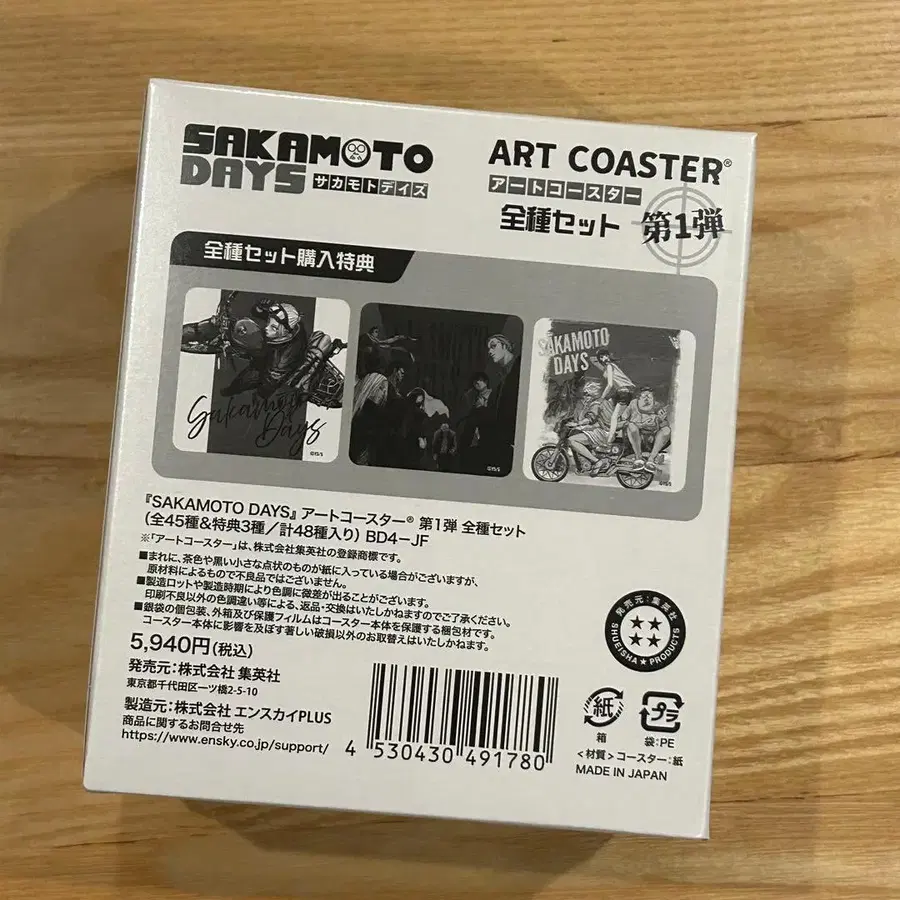 SAKAMOTO
DAYS サカモトデイズ
ART COASTER®
アートコースター
全種セット 第1弾
全種セット購入特典
Sakamoto
Days
©YS/S
SAKAMOTO
DAYS
©YS/S
SAKAMOTO
DAYS
©YS/S
『SAKAMOTO DAYS』アートコースター® 第1弾 全種セット
(全45種&特典3種/計48種入り) BD4-JF
※「アートコースター」は、株式会社集英社の登録商標です。
■まれに、茶色や黒い小さな点状のものが紙に入っている場合がございますが、
原材料によるもので不良品ではございません。
■製造ロットや製造時期により色調に微差が出ることがございます。
印刷不良以外の色調違い等による、返品・交換はいたしかねますのでご了承ください。
■銀袋の個包装、外箱及び保護フィルムはコースター本体を保護する梱包材です。
コースター本体に影響を及ぼす著しい破損以外のお取替えはいたしかねます。
5,940円(税込)
発売元:株式会社 集英社
東京都千代田区一ツ橋2-5-10
製造元:株式会社 エンスカイPLUS
商品に関するお問合せ先
https://www.ensky.co.jp/support/
4 530430 491780
発売元:集英社
SHUEISHA★PRODUCTS
紙
箱
プラ
袋:PE
<材質>コースター:紙
MADE IN JAPAN